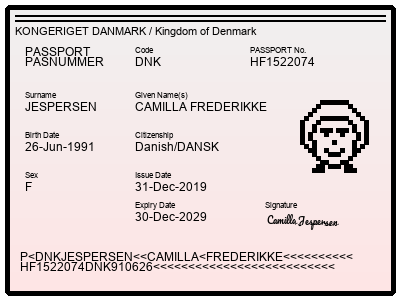 KONGERIGET DANMARK / Kingdom of Denmark
PASSPORT Code PASSPORT No.
PASNUMMER DNK HF1522074
Surname Given Name(s)
JESPERSEN CAMILLA FREDERIKKE
Birth Date Citizenship
26-Jun-1991 Danish/DANSK
Sex Issue Date
F 31-Dec-2019
Expiry Date Signature
30-Dec-2029 Camilla Jespersen
P<DNKJESPERSEN<<CAMILLA<FREDERIKKE<<<<<<<<<<
HF1522074DNK910626<<<<<<<<<<<<<<<<<<<<<<<<<<